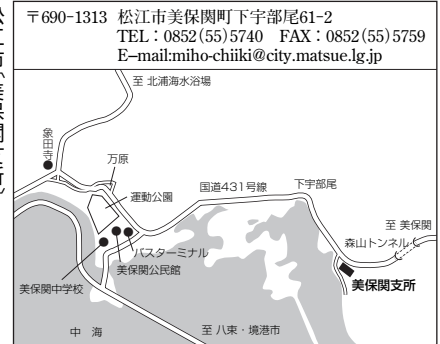 〒690-1313 松江市美保関町下宇部尾61-2
TEL：0852(55)5740 FAX：0852(55)5759
E-mail:miho-chiiki@city.matsue.lg.jp
至 北浦海水浴場
象田寺
万原
運動公園
国道431号線
下宇部尾
至 美保関
森山トンネル
バスターミナル
美保関公民館
美保関支所
美保関中学校
中 海
至 八束・境港市